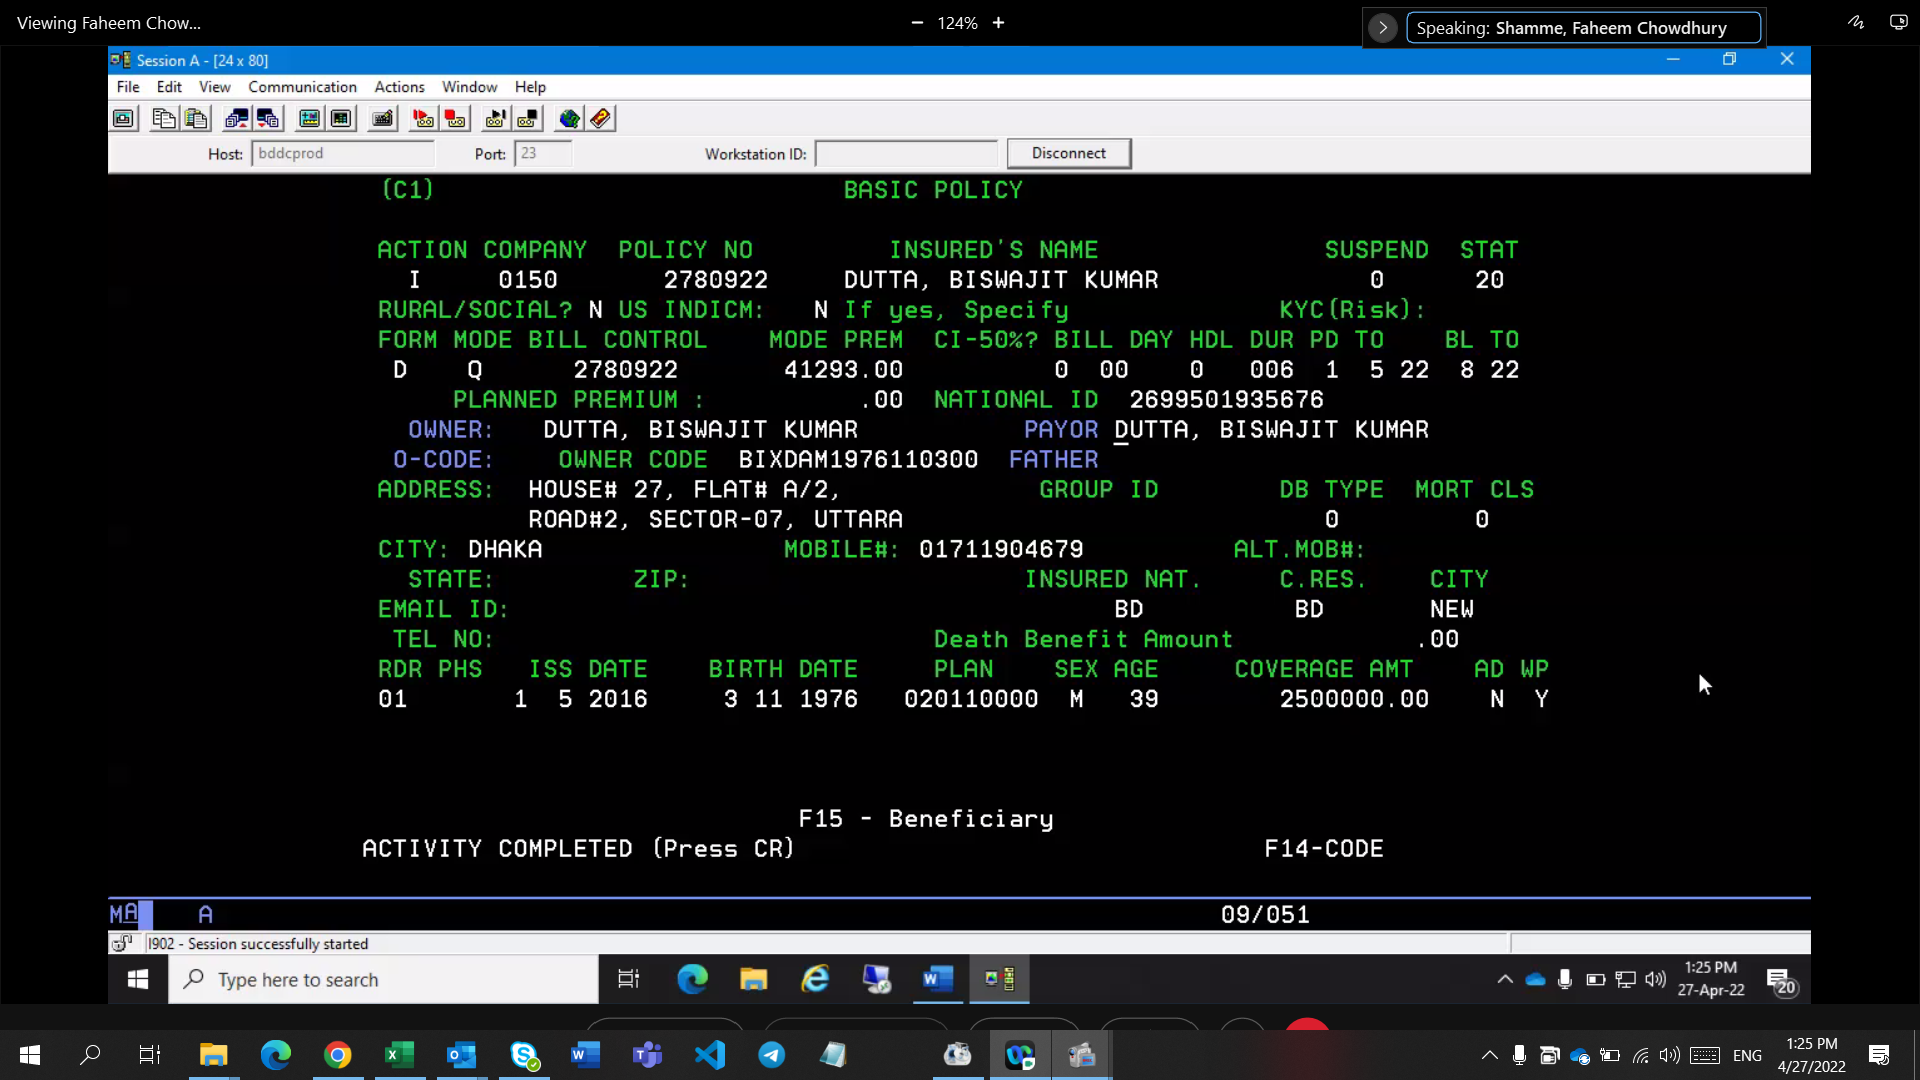 Viewing Faheem Chow...
124%
Speaking: Shamme, Faheem Chowdhury
Session A - [24 x 80]
File Edit View Communication Actions Window Help
Host: bddcprod Port: 23 Workstation ID: Disconnect
(C1) BASIC POLICY
ACTION COMPANY POLICY NO INSURED'S NAME SUSPEND STAT
I 0150 2780922 DUTTA, BISWAJIT KUMAR 0 20
RURAL/SOCIAL? N US INDICM: N If yes, Specify KYC(Risk):
FORM MODE BILL CONTROL MODE PREM CI-50%? BILL DAY HDL DUR PD TO BL TO
D Q 2780922 41293.00 0 00 0 006 1 5 22 8 22
PLANNED PREMIUM : .00 NATIONAL ID 2699501935676
OWNER: DUTTA, BISWAJIT KUMAR PAYOR DUTTA, BISWAJIT KUMAR
O-CODE: OWNER CODE BIXDAM1976110300 FATHER
ADDRESS: HOUSE# 27, FLAT# A/2, GROUP ID DB TYPE MORT CLS
ROAD#2, SECTOR-07, UTTARA 0 0
CITY: DHAKA MOBILE#: 01711904679 ALT.MOB#:
STATE: ZIP: INSURED NAT. C.RES. CITY
EMAIL ID: BD BD NEW
TEL NO: Death Benefit Amount .00
RDR PHS ISS DATE BIRTH DATE PLAN SEX AGE COVERAGE AMT AD WP
01 1 5 2016 3 11 1976 020110000 M 39 2500000.00 N Y
F15 - Beneficiary
ACTIVITY COMPLETED (Press CR) F14-CODE
MA A 09/051
I902 - Session successfully started
Type here to search
1:25 PM
27-Apr-22
20
ENG
1:25 PM
4/27/2022